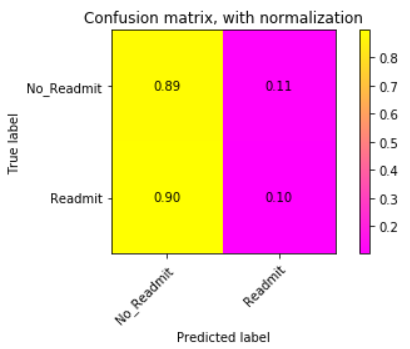 Confusion matrix, with normalization
True label
No_Readmit
Readmit
0.89
0.11
0.90
0.10
No_Readmit
Readmit
Predicted label
0.8
0.7
0.6
0.5
0.4
0.3
0.2